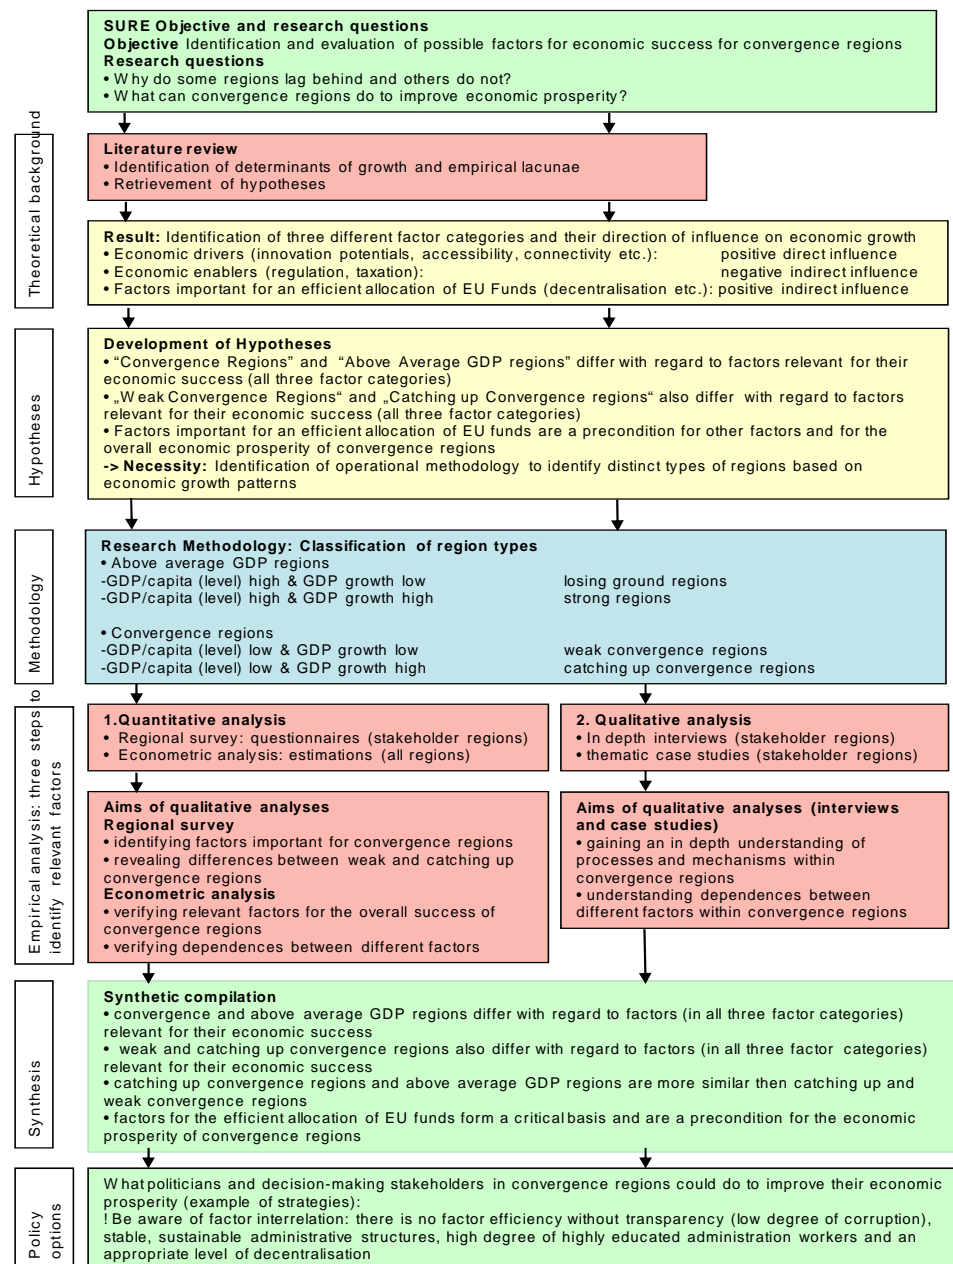 SURE Objective and research questions
Objective Identification and evaluation of possible factors for economic success for convergence regions
Research questions
• Why do some regions lag behind and others do not?
• What can convergence regions do to improve economic prosperity?
Theoretical background
Literature review
• Identification of determinants of growth and empirical lacunae
• Retrievement of hypotheses
Result: Identification of three different factor categories and their direction of influence on economic growth
• Economic drivers (innovation potentials, accessibility, connectivity etc.): positive direct influence
• Economic enablers (regulation, taxation): negative indirect influence
• Factors important for an efficient allocation of EU Funds (decentralisation etc.): positive indirect influence
Hypotheses
Development of Hypotheses
• “Convergence Regions” and “Above Average GDP regions” differ with regard to factors relevant for their
economic success (all three factor categories)
• „Weak Convergence Regions“ and „Catching up Convergence regions“ also differ with regard to factors
relevant for their economic success (all three factor categories)
• Factors important for an efficient allocation of EU funds are a precondition for other factors and for the
overall economic prosperity of convergence regions
-> Necessity: Identification of operational methodology to identify distinct types of regions based on
economic growth patterns
Methodology
Research Methodology: Classification of region types
• Above average GDP regions
-GDP/capita (level) high & GDP growth low losing ground regions
-GDP/capita (level) high & GDP growth high strong regions
• Convergence regions
-GDP/capita (level) low & GDP growth low weak convergence regions
-GDP/capita (level) low & GDP growth high catching up convergence regions
Empirical analysis: three steps to
identify relevant factors
1.Quantitative analysis
• Regional survey: questionnaires (stakeholder regions)
• Econometric analysis: estimations (all regions)
2. Qualitative analysis
• In depth interviews (stakeholder regions)
• thematic case studies (stakeholder regions)
Aims of qualitative analyses
Regional survey
• identifying factors important for convergence regions
• revealing differences between weak and catching up
convergence regions
Econometric analysis
• verifying relevant factors for the overall success of
convergence regions
• verifying dependences between different factors
Aims of qualitative analyses (interviews
and case studies)
• gaining an in depth understanding of
processes and mechanisms within
convergence regions
• understanding dependences between
different factors within convergence regions
Synthesis
Synthetic compilation
• convergence and above average GDP regions differ with regard to factors (in all three factor categories)
relevant for their economic success
• weak and catching up convergence regions also differ with regard to factors (in all three factor categories)
relevant for their economic success
• catching up convergence regions and above average GDP regions are more similar then catching up and
weak convergence regions
• factors for the efficient allocation of EU funds form a critical basis and are a precondition for the economic
prosperity of convergence regions
Policy
options
What politicians and decision-making stakeholders in convergence regions could do to improve their economic
prosperity (example of strategies):
! Be aware of factor interrelation: there is no factor efficiency without transparency (low degree of corruption),
stable, sustainable administrative structures, high degree of highly educated administration workers and an
appropriate level of decentralisation